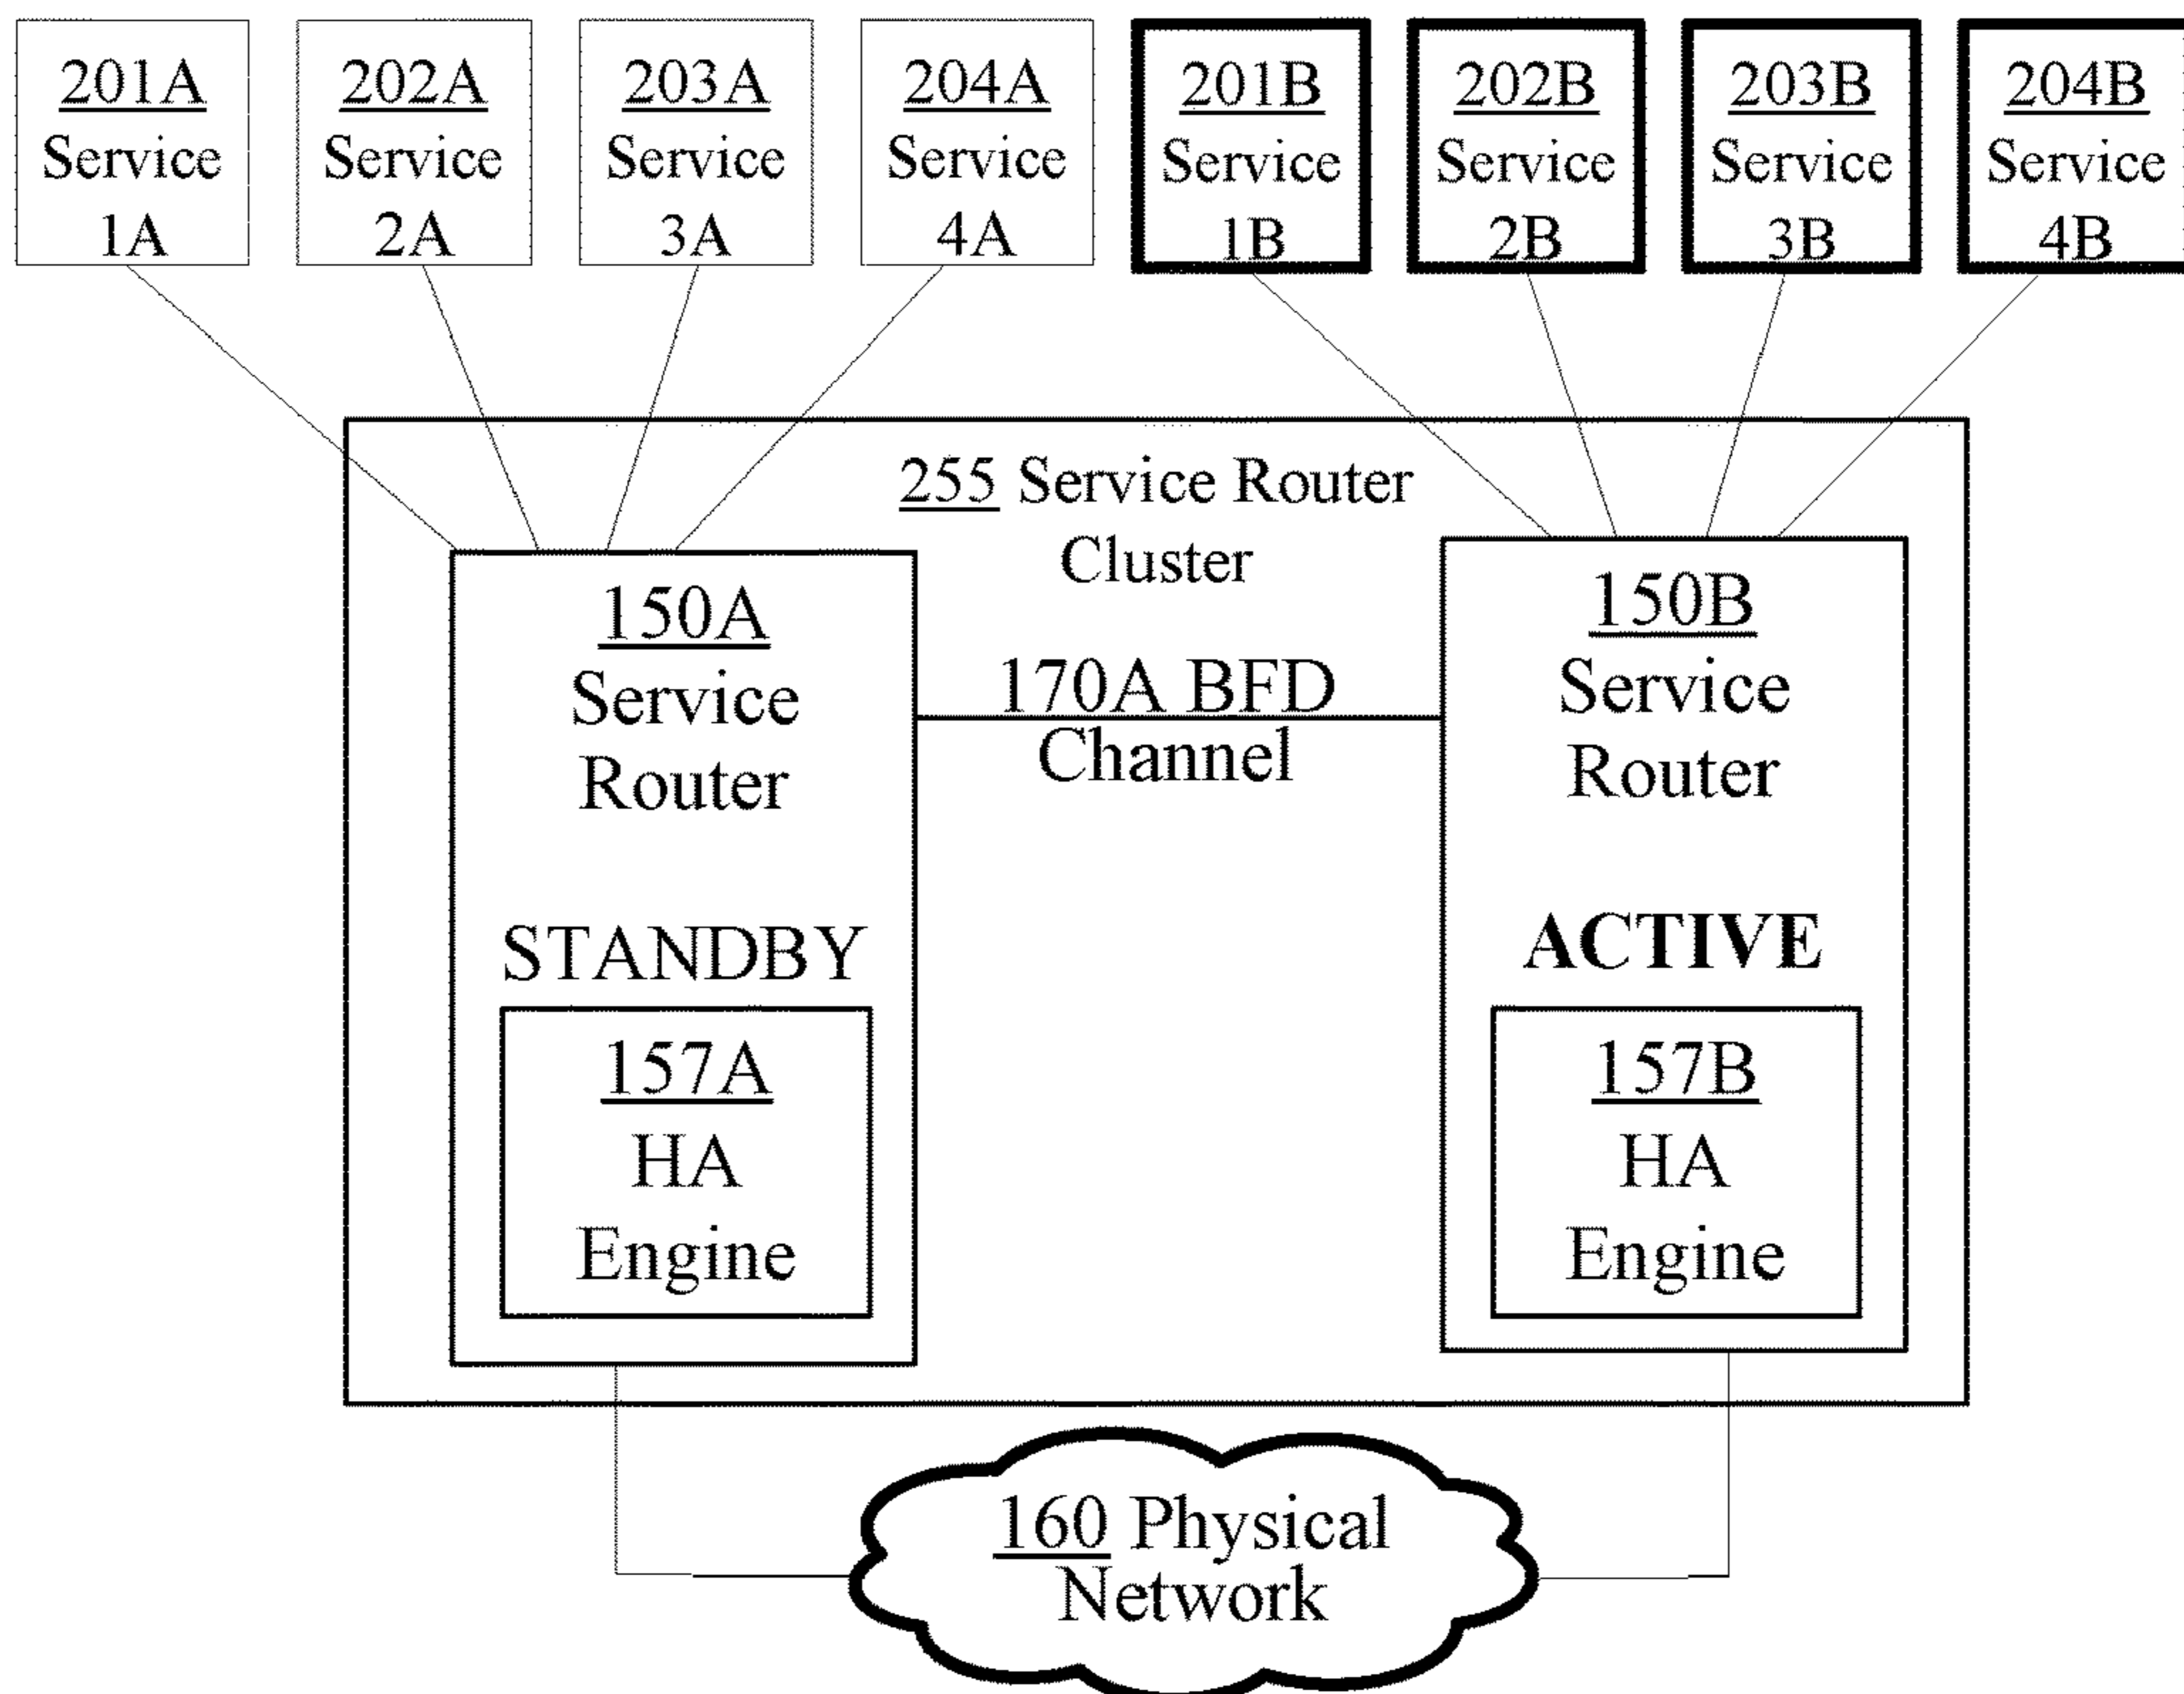 201A
Service
1A
202A
Service
2A
203A
Service
3A
204A
Service
4A
201B
Service
1B
202B
Service
2B
203B
Service
3B
204B
Service
4B
255 Service Router
Cluster
150A
Service
Router
STANDBY
157A
HA
Engine
170A BFD
Channel
150B
Service
Router
ACTIVE
157B
HA
Engine
160 Physical
Network